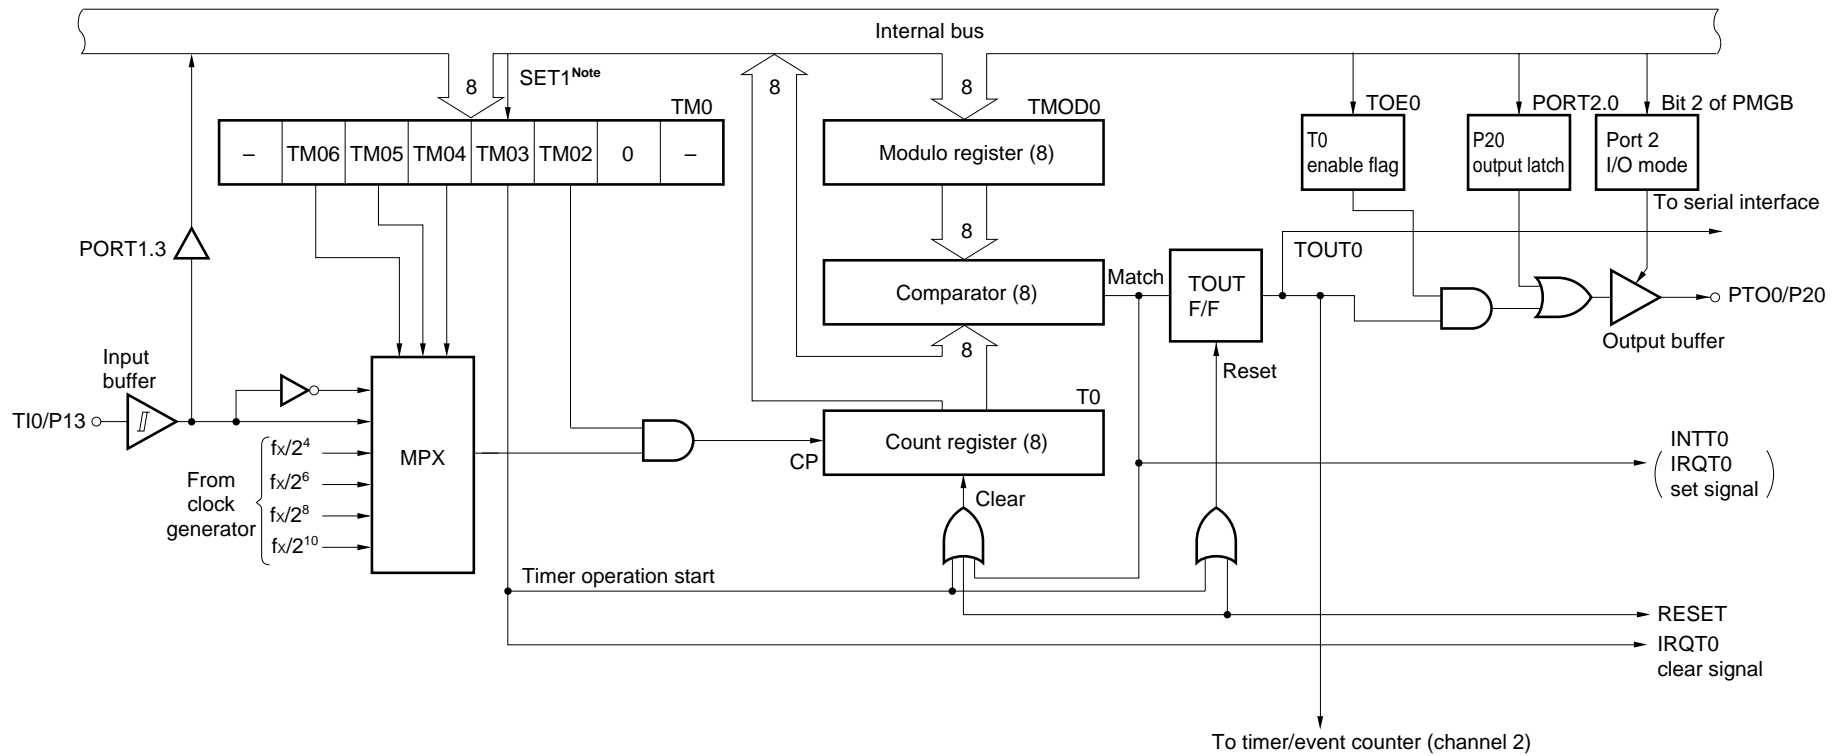 Internal bus
8
SET1Note
8
8
TM0
TMOD0
TOE0
PORT2.0
Bit 2 of PMGB
–
TM06
TM05
TM04
TM03
TM02
0
–
Modulo register (8)
T0
enable flag
P20
output latch
Port 2
I/O mode
To serial interface
PORT1.3
8
TOUT0
Match
Comparator (8)
TOUT
F/F
PTO0/P20
Output buffer
8
Input
buffer
Reset
T0
TI0/P13
Count register (8)
CP
MPX
fX/2⁴
fX/2⁶
fX/2⁸
fX/2¹⁰
From
clock
generator
INTT0
IRQT0
set signal
Clear
Timer operation start
RESET
IRQT0
clear signal
To timer/event counter (channel 2)